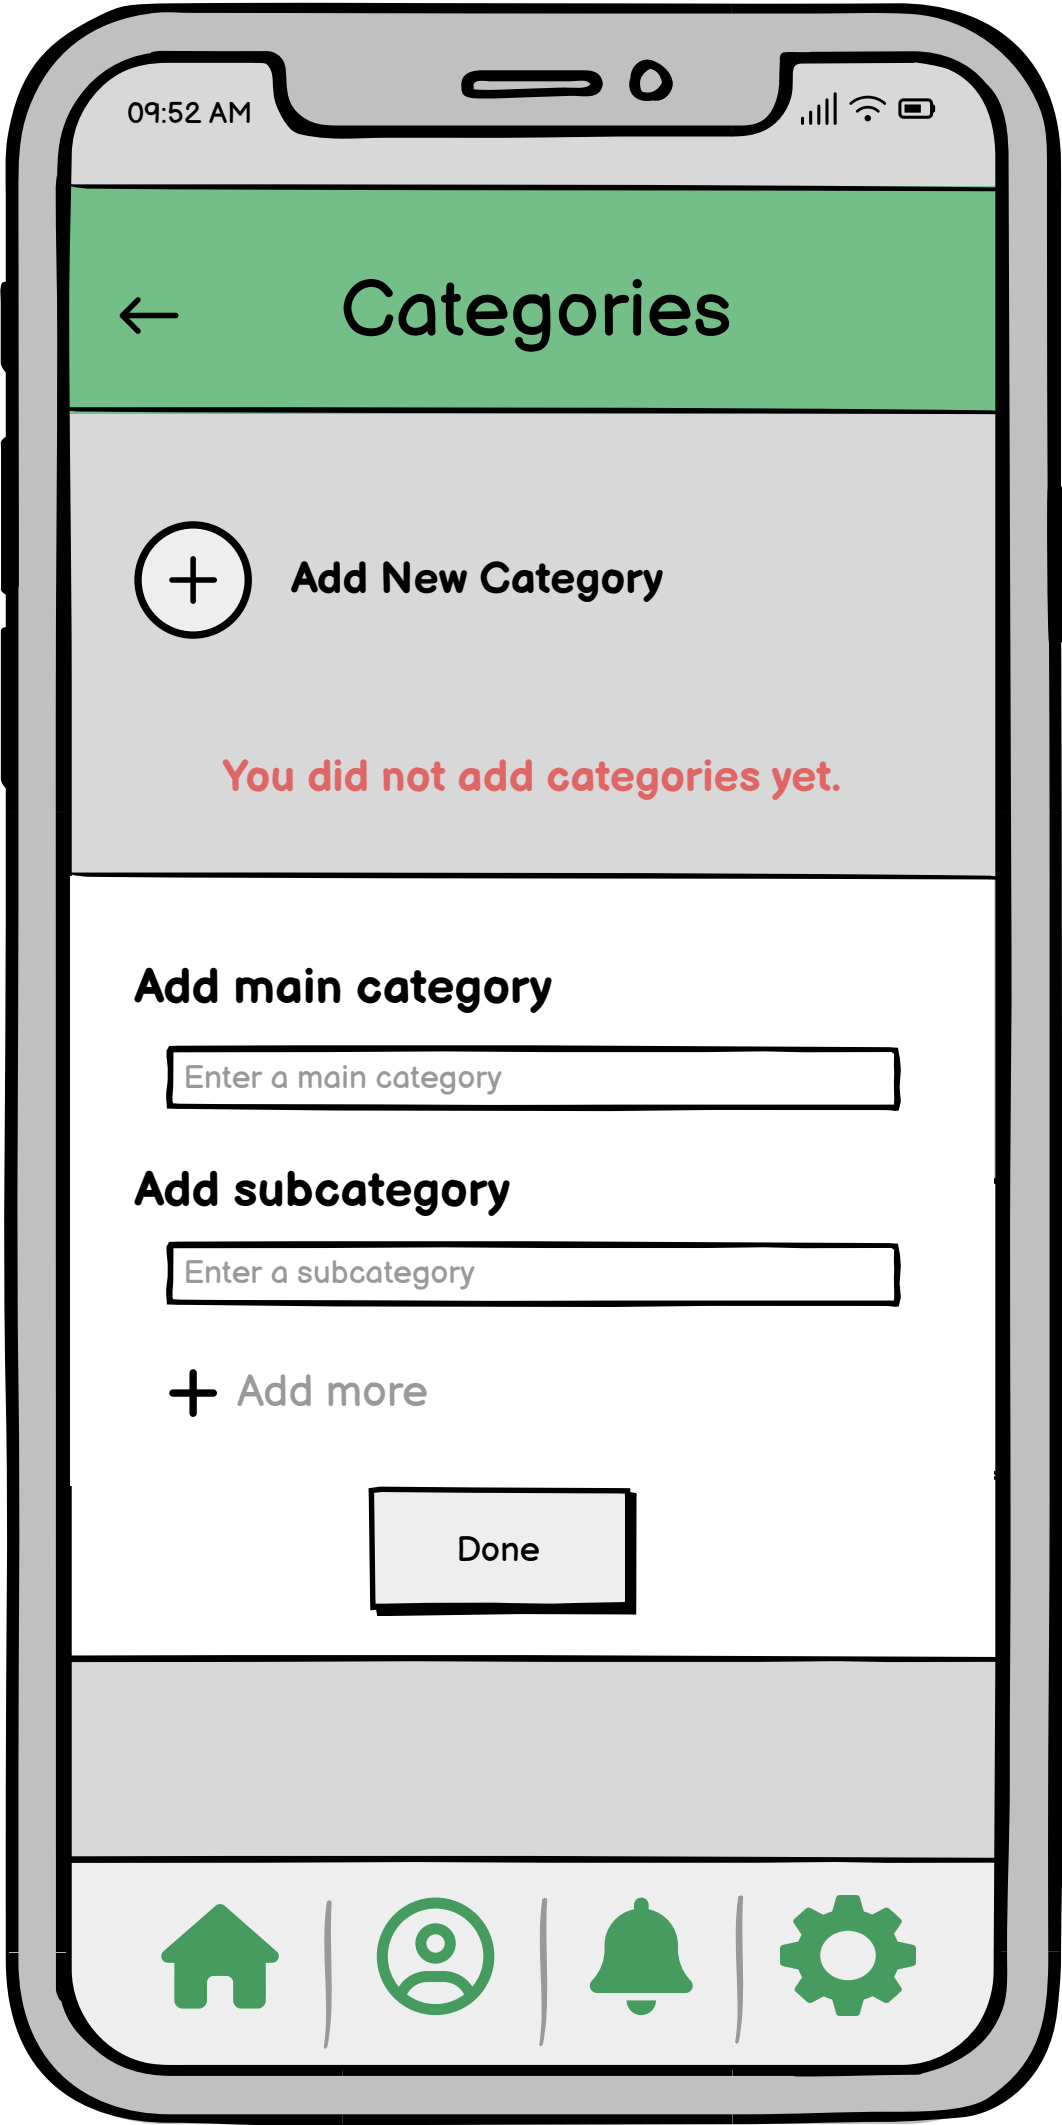 09:52 AM
Categories
Add New Category
You did not add categories yet.
Add main category
Enter a main category
Add subcategory
Enter a subcategory
Add more
Done